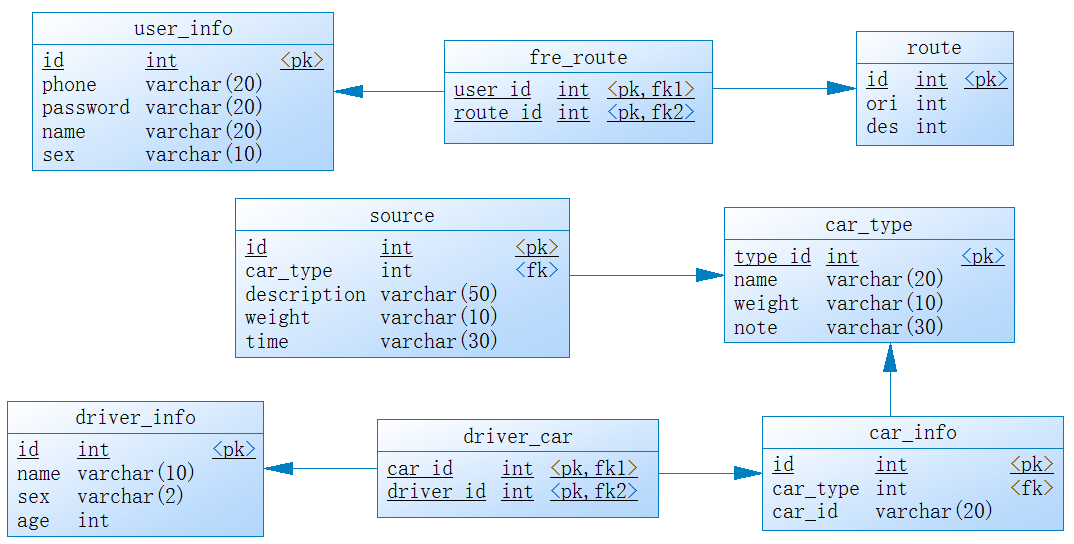 user_info
id int <pk>
phone varchar(20)
password varchar(20)
name varchar(20)
sex varchar(10)
fre_route
user_id int <pk,fk1>
route_id int <pk,fk2>
route
id int <pk>
ori int
des int
source
id int <pk>
car_type int <fk>
description varchar(50)
weight varchar(10)
time varchar(30)
car_type
type_id int <pk>
name varchar(20)
weight varchar(10)
note varchar(30)
driver_info
id int <pk>
name varchar(10)
sex varchar(2)
age int
driver_car
car_id int <pk,fk1>
driver_id int <pk,fk2>
car_info
id int <pk>
car_type int <fk>
car_id varchar(20)